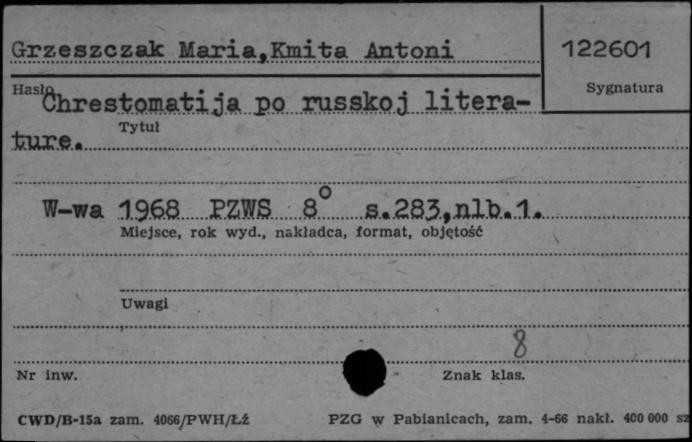 Grzeszczak Maria,Kmita Antoni
122601
Hasło
Sygnatura
Chrestomatija po russkoj litera-
Tytuł
ture.
W-wa 1968 PZWS 8° s.283,nlb.1.
Miejsce, rok wyd., nakładca, format, objętość
Uwagi
8
Nr inw.
Znak klas.
CWD/B-15a zam. 4066/PWH/Łź
PZG w Pabianicach, zam. 4-66 nakł. 400 000 sz